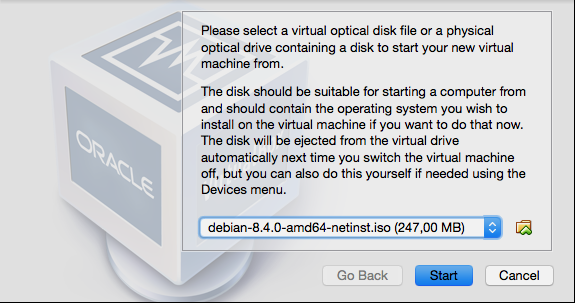 Please select a virtual optical disk file or a physical
optical drive containing a disk to start your new virtual
machine from.
The disk should be suitable for starting a computer from
and should contain the operating system you wish to
install on the virtual machine if you want to do that now.
The disk will be ejected from the virtual drive
automatically next time you switch the virtual machine
off, but you can also do this yourself if needed using the
Devices menu.
ORACLE
debian-8.4.0-amd64-netinst.iso (247,00 MB)
Go Back Start Cancel